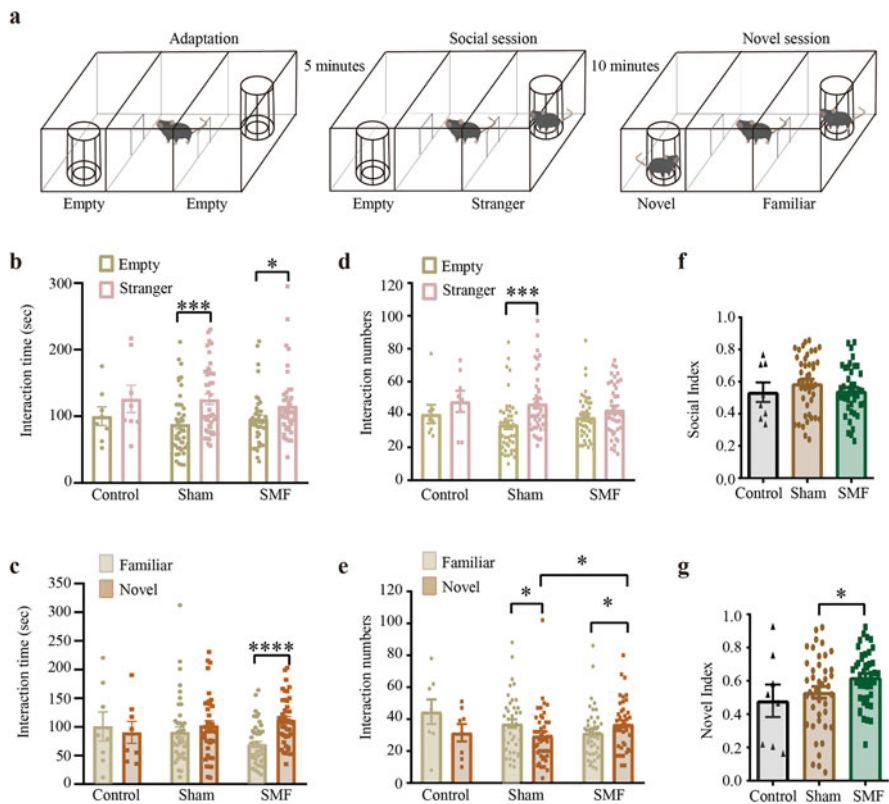 a
Adaptation
Social session
Novel session
5 minutes
10 minutes
Empty
Empty
Empty
Stranger
Novel
Familiar
b
Empty
Stranger
Interaction time (sec)
300
200
100
0
***
*
Control
Sham
SMF
d
Empty
Stranger
Interaction numbers
120
100
80
60
40
20
0
***
Control
Sham
SMF
f
Social Index
1.0
0.8
0.6
0.4
0.2
0.0
Control
Sham
SMF
c
Familiar
Novel
Interaction time (sec)
350
300
250
200
150
100
50
0
****
Control
Sham
SMF
e
Familiar
Novel
Interaction numbers
120
100
80
60
40
20
0
*
*
*
Control
Sham
SMF
g
Novel Index
1.0
0.8
0.6
0.4
0.2
0.0
*
Control
Sham
SMF